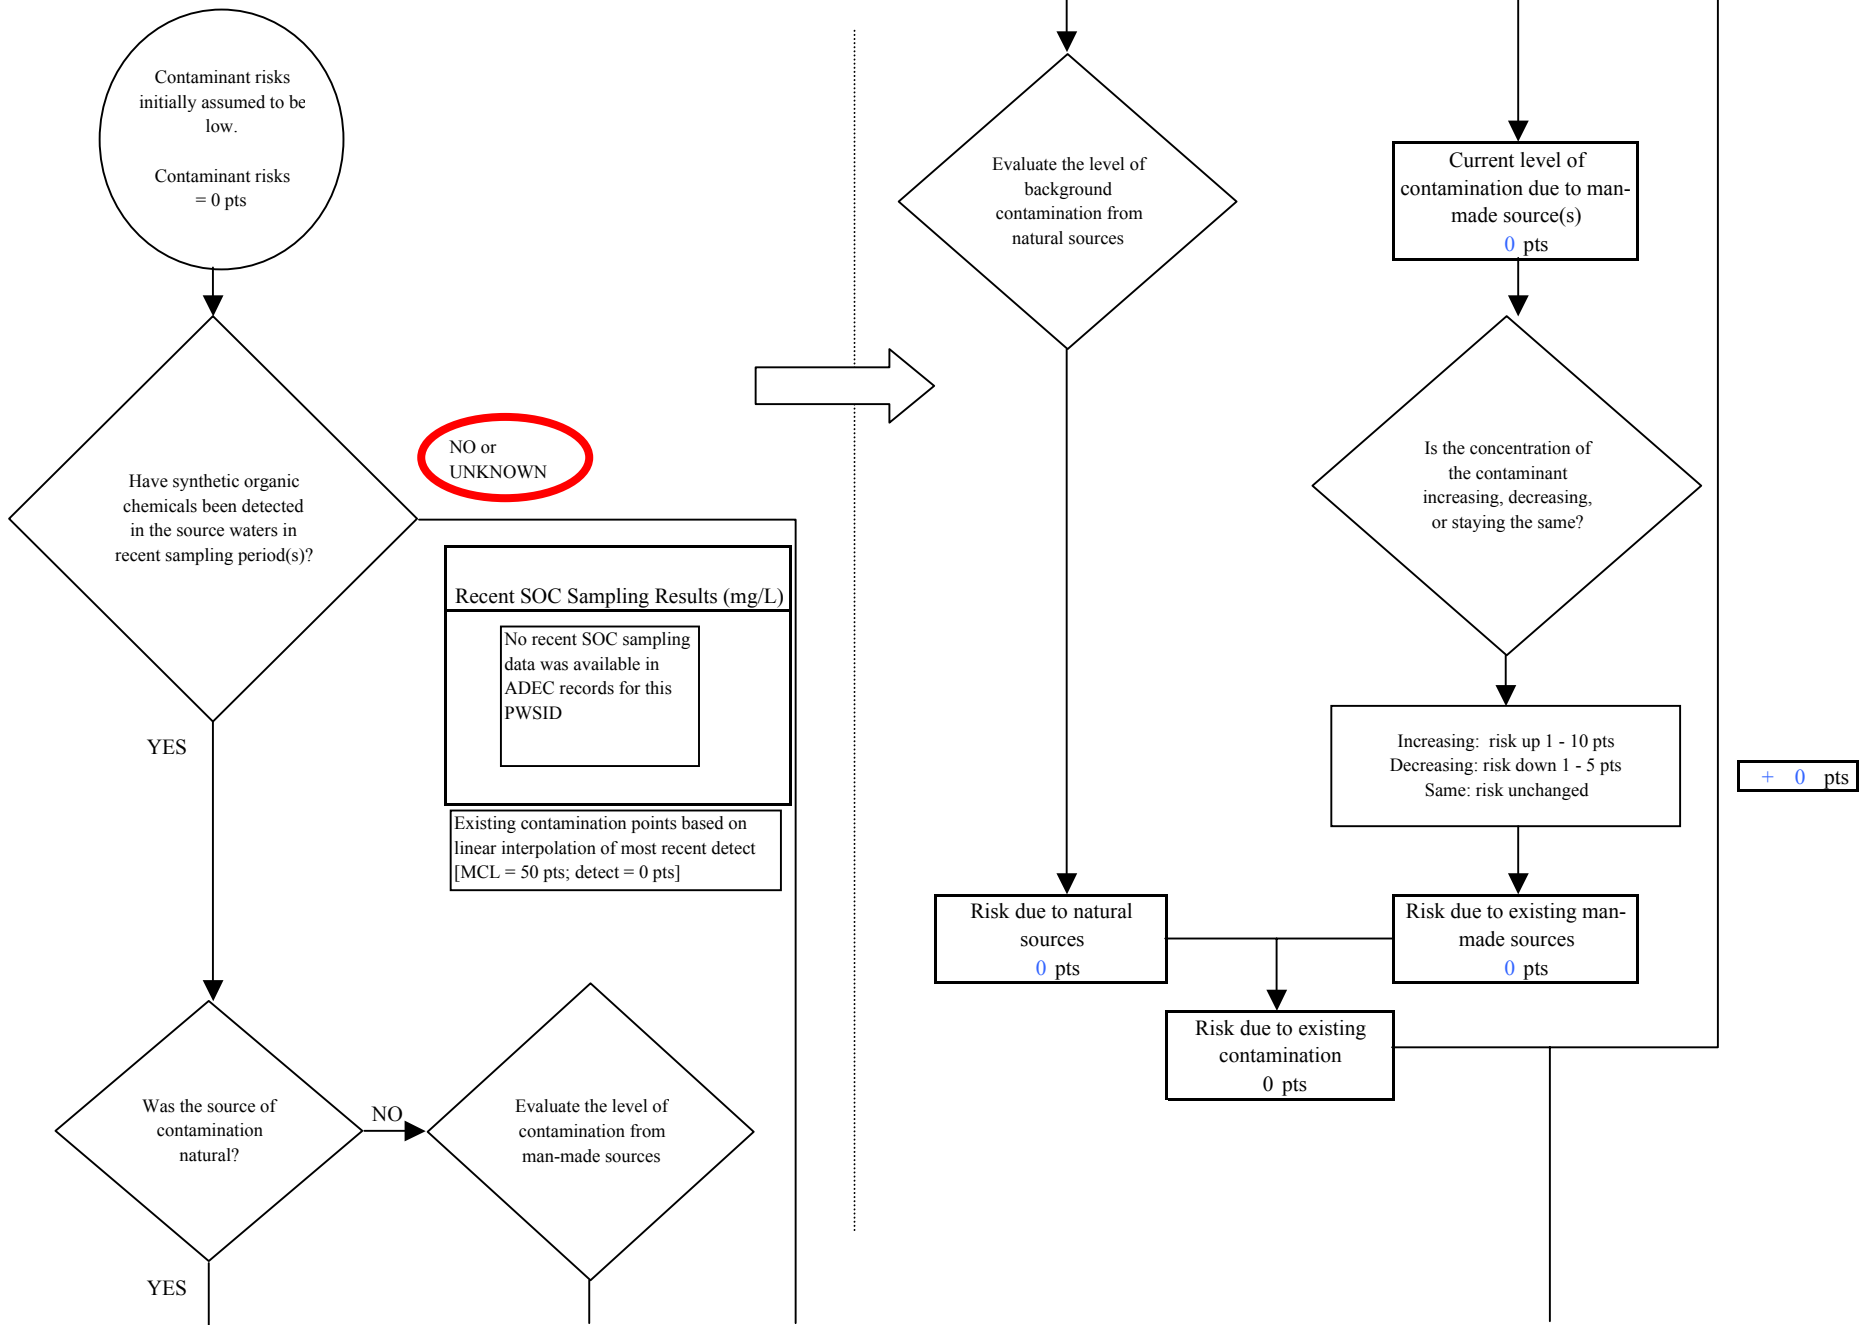 Contaminant risks
initially assumed to be
low.
Contaminant risks
= 0 pts
Have synthetic organic
chemicals been detected
in the source waters in
recent sampling period(s)?
NO or
UNKNOWN
Recent SOC Sampling Results (mg/L)
No recent SOC sampling
data was available in
ADEC records for this
PWSID
Existing contamination points based on
linear interpolation of most recent detect
[MCL = 50 pts; detect = 0 pts]
YES
Was the source of
contamination
natural?
NO
Evaluate the level of
contamination from
man-made sources
YES
Evaluate the level of
background
contamination from
natural sources
Current level of
contamination due to man-
made source(s)
0 pts
Is the concentration of
the contaminant
increasing, decreasing,
or staying the same?
Increasing: risk up 1 - 10 pts
Decreasing: risk down 1 - 5 pts
Same: risk unchanged
+ 0 pts
Risk due to natural
sources
0 pts
Risk due to existing man-
made sources
0 pts
Risk due to existing
contamination
0 pts